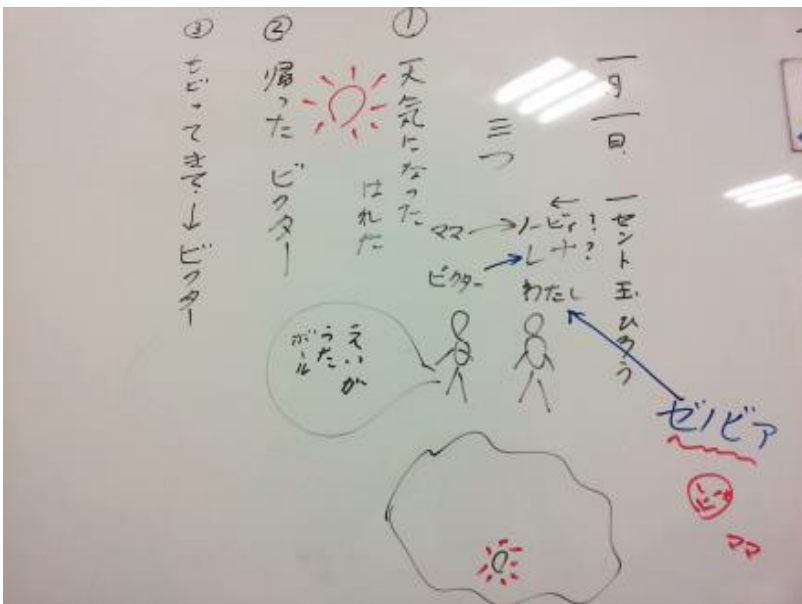 一月
一日
一セント玉ひろう
三つ
ママ→ノービィ?
ビクター→レナ?
わたし
ゼノビア
ママ
①
天気になった
はれた
えいが
うた
ボール
②
帰った ビクター
③
もどってきて→ビクター